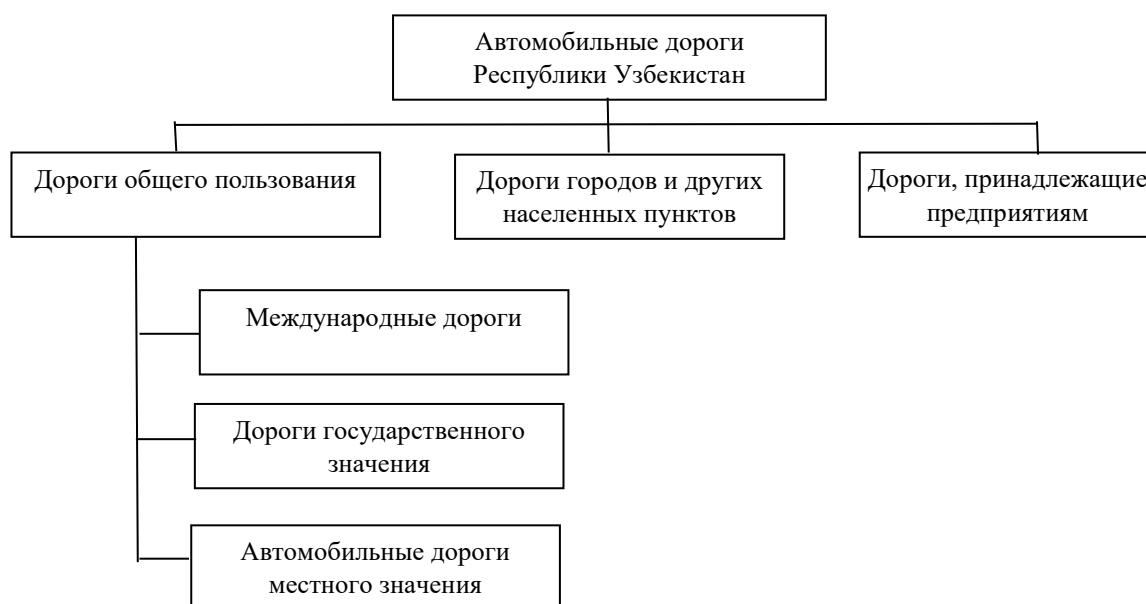 Автомобильные дороги
Республики Узбекистан
Дороги общего пользования
Дороги городов и других
населенных пунктов
Дороги, принадлежащие
предприятиям
Международные дороги
Дороги государственного
значения
Автомобильные дороги
местного значения